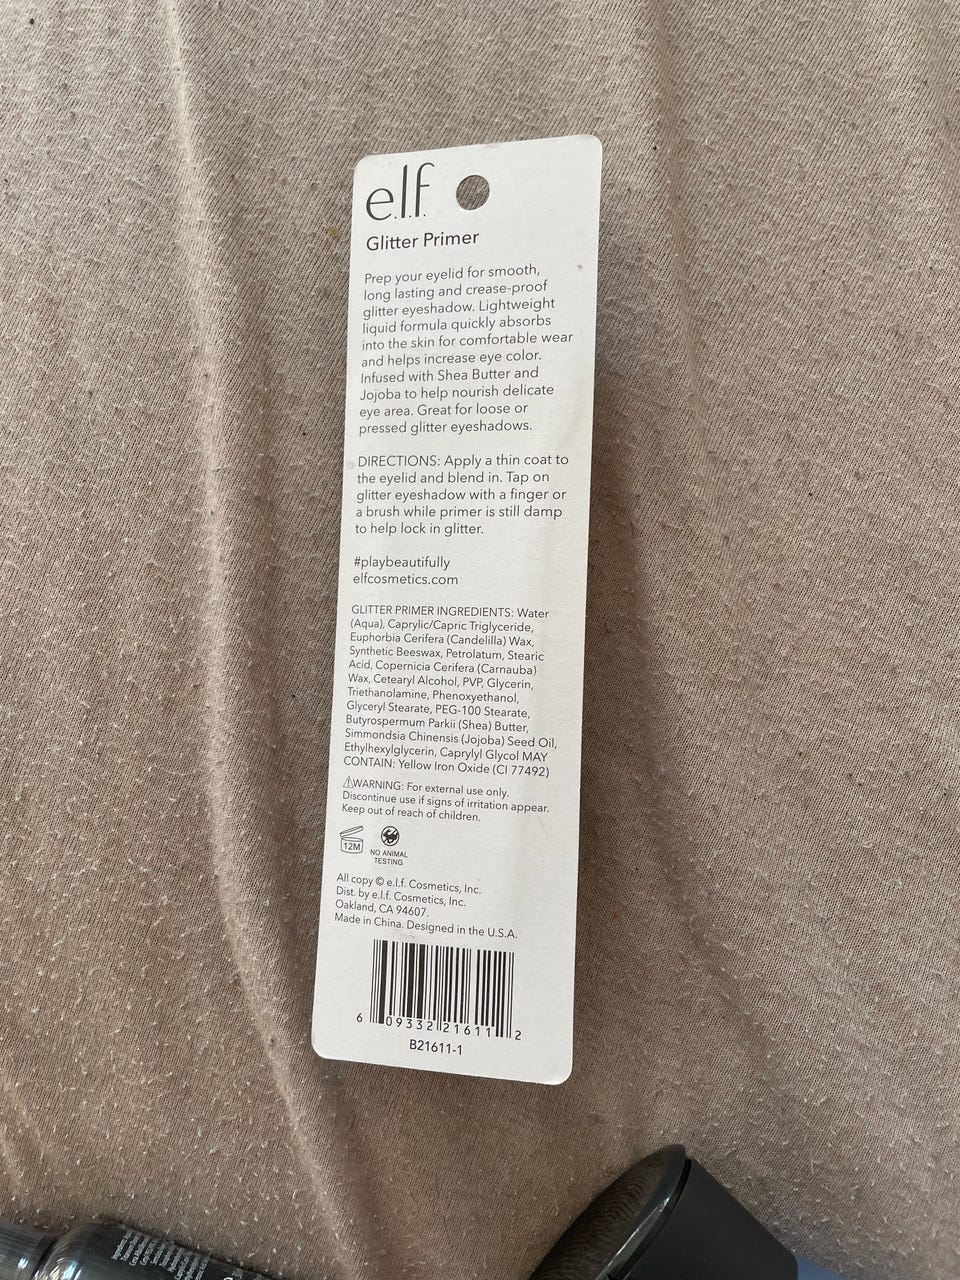 e.l.f.
Glitter Primer
Prep your eyelid for smooth,
long lasting and crease-proof
glitter eyeshadow. Lightweight
liquid formula quickly absorbs
into the skin for comfortable wear
and helps increase eye color.
Infused with Shea Butter and
Jojoba to help nourish delicate
eye area. Great for loose or
pressed glitter eyeshadows.
DIRECTIONS: Apply a thin coat to
the eyelid and blend in. Tap on
glitter eyeshadow with a finger or
a brush while primer is still damp
to help lock in glitter.
#playbeautifully
elfcosmetics.com
GLITTER PRIMER INGREDIENTS: Water
(Aqua), Caprylic/Capric Triglyceride,
Euphorbia Cerifera (Candelilla) Wax,
Synthetic Beeswax, Petrolatum, Stearic
Acid, Copernicia Cerifera (Carnauba)
Wax, Cetearyl Alcohol, PVP, Glycerin,
Triethanolamine, Phenoxyethanol,
Glyceryl Stearate, PEG-100 Stearate,
Butyrospermum Parkii (Shea) Butter,
Simmondsia Chinensis (Jojoba) Seed Oil,
Ethylhexylglycerin, Caprylyl Glycol MAY
CONTAIN: Yellow Iron Oxide (CI 77492)
⚠WARNING: For external use only.
Discontinue use if signs of irritation appear.
Keep out of reach of children.
12M
NO ANIMAL
TESTING
All copy © e.l.f. Cosmetics, Inc.
Dist. by e.l.f. Cosmetics, Inc.
Oakland, CA 94607.
Made in China. Designed in the U.S.A.
6 09332 21611 2
B21611-1